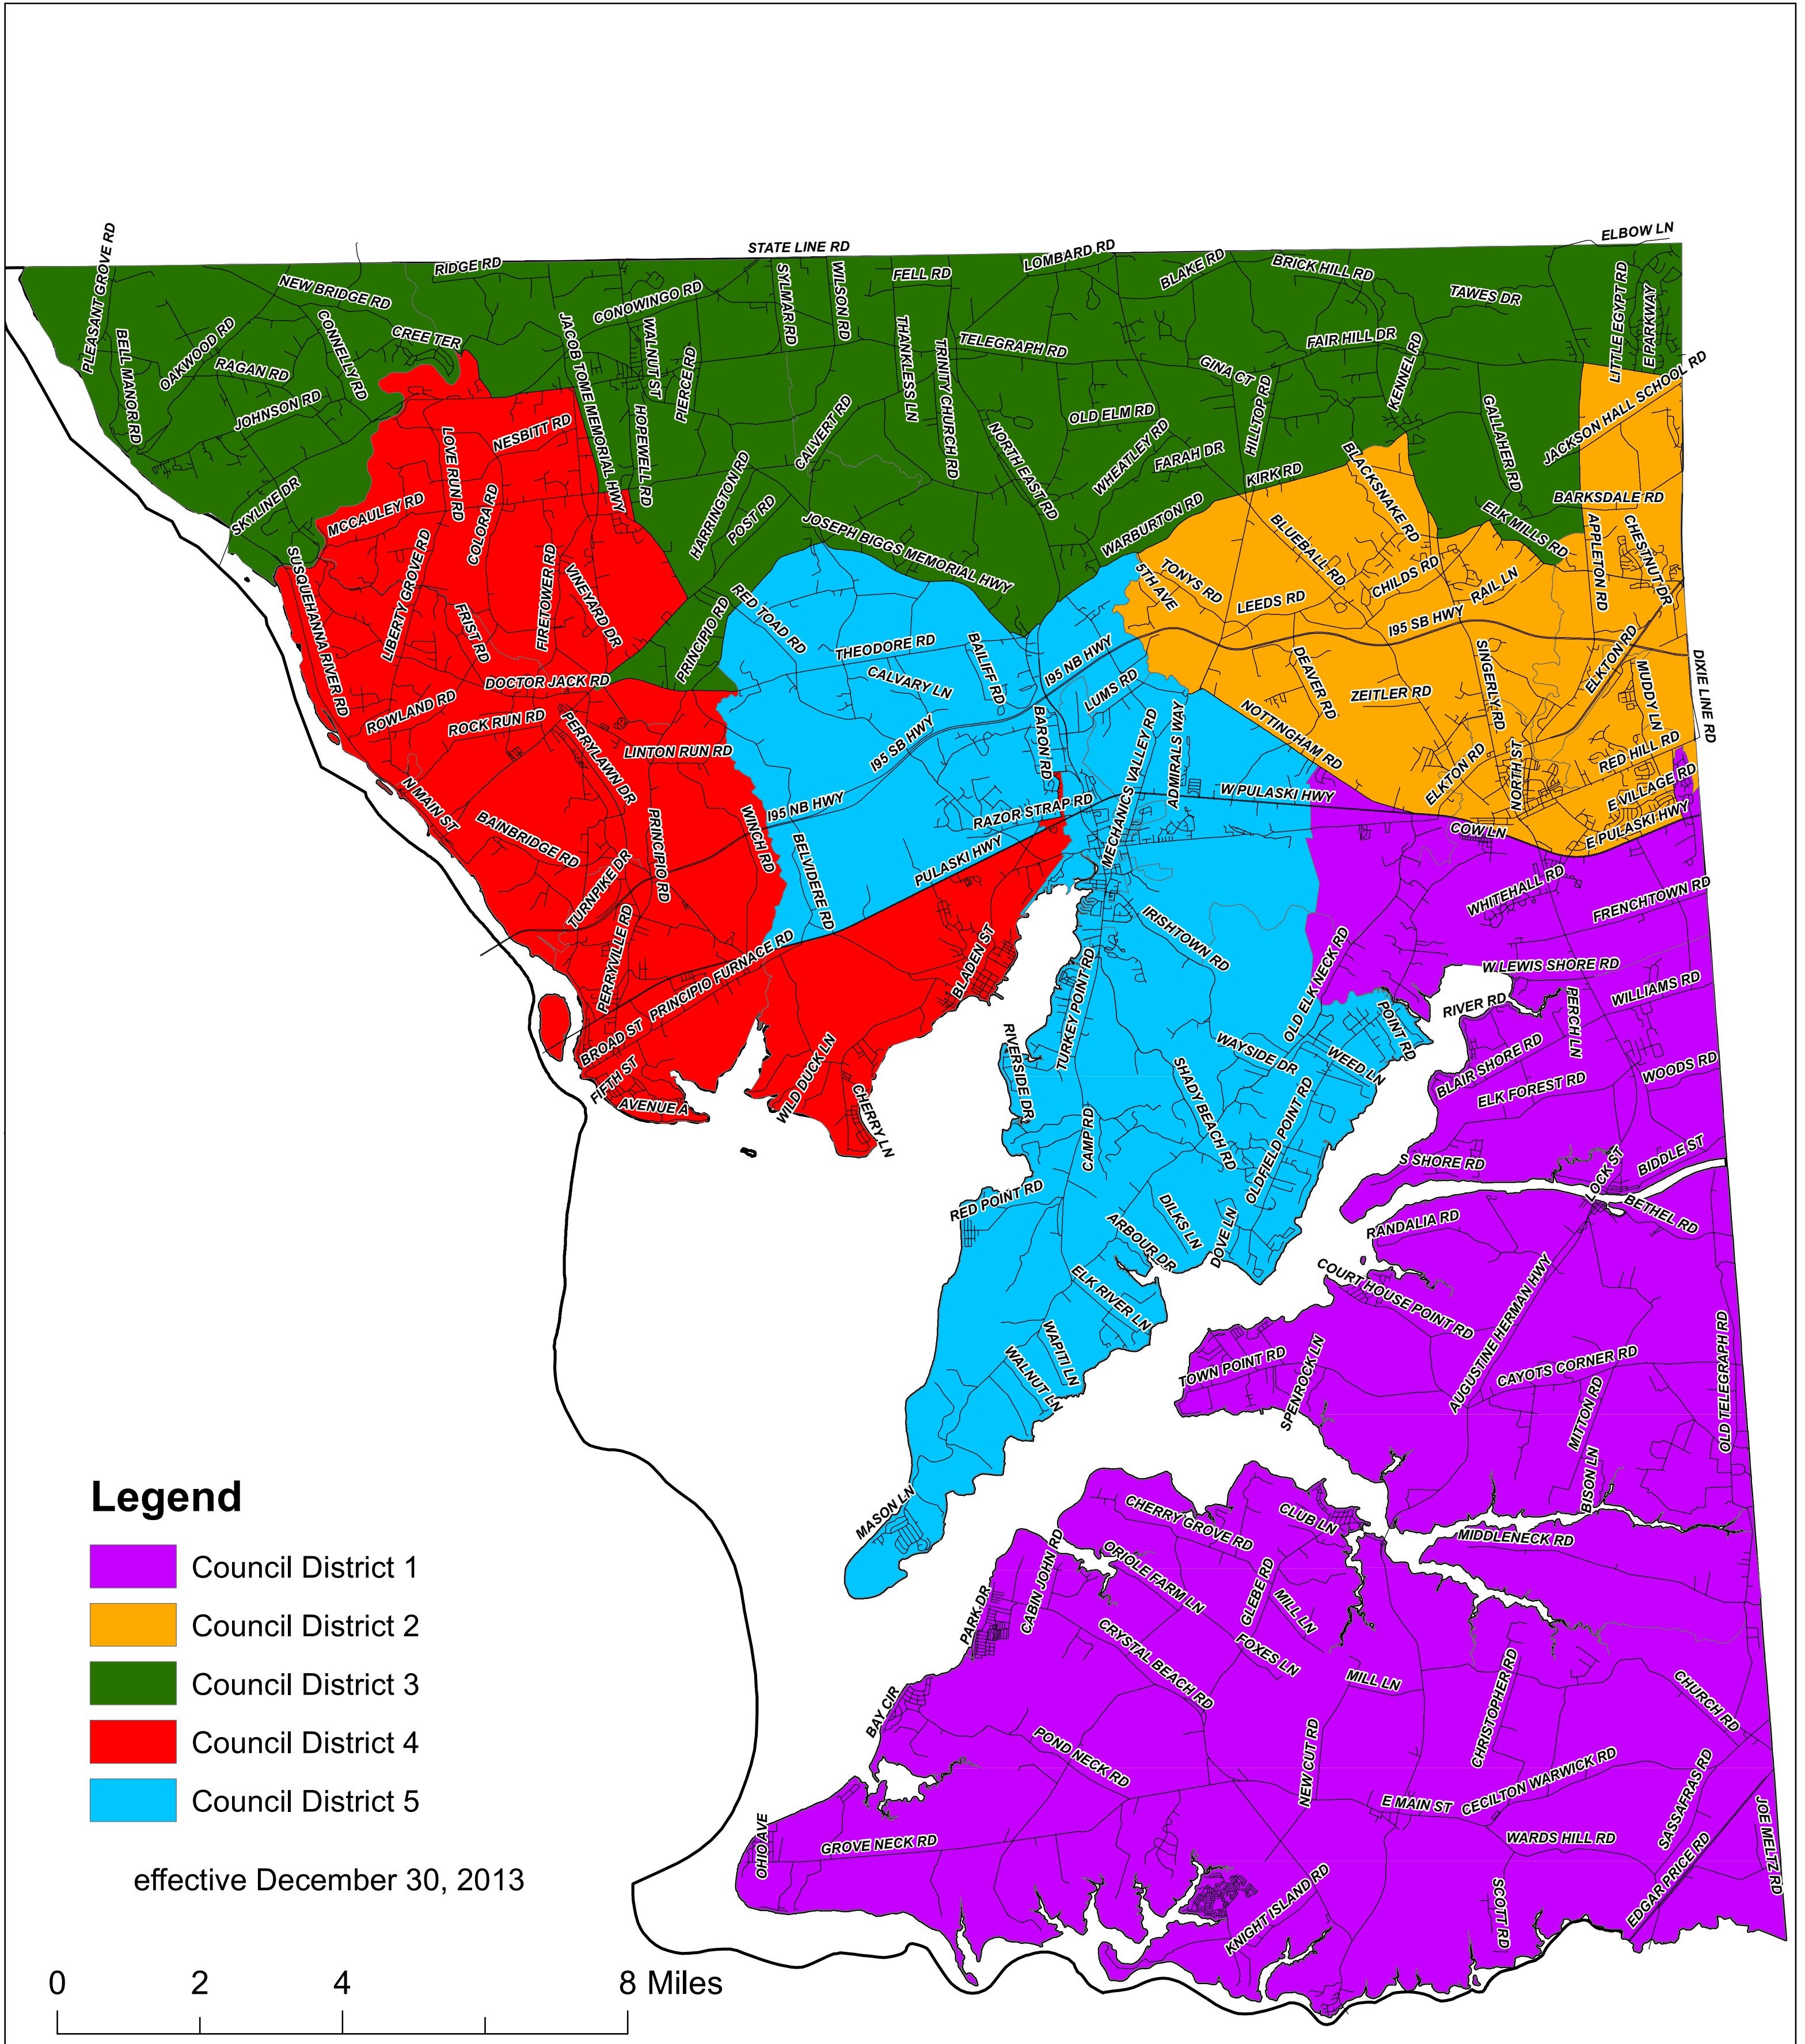 ELBOW LN
STATE LINE RD
PLEASANT GROVE RD
RIDGE RD
LOMBARD RD
BLAKE RD
BRICK HILL RD
FELL RD
NEW BRIDGE RD
CONOWINGO RD
SYLMAR RD
WILSON RD
TAWES DR
LITTLE EGYPT RD
E PARKWAY
BELL MANOR RD
OAKWOOD RD
CONNELLY RD
CREE TER
JACOB TOME MEMORIAL HWY
WALNUT ST
PIERCE RD
THANKLESS LN
TRINITY CHURCH RD
TELEGRAPH RD
FAIR HILL DR
KENNEL RD
GINA CT
RAGAN RD
JOHNSON RD
HILLTOP RD
JACKSON HALL SCHOOL RD
LOVE RUN RD
NESBITT RD
HOPEWELL RD
CALVERT RD
NORTH EAST RD
OLD ELM RD
WHEATLEY RD
FARAH DR
KIRK RD
BLACKSNAKE RD
GALLAHER RD
BARKSDALE RD
SKYLINE DR
MCCAULEY RD
COLORA RD
HARRINGTON RD
POST RD
JOSEPH BIGGS MEMORIAL HWY
WARBURTON RD
BLUEBALL RD
ELK MILLS RD
APPLETON RD
CHESTNUT DR
SUSQUEHANNA RIVER RD
LIBERTY GROVE RD
FIRETOWER RD
VINEYARD DR
RED TOAD RD
5TH AVE
TONYS RD
LEEDS RD
CHILDS RD
RAIL LN
FRIST RD
PRINCIPIO RD
THEODORE RD
BAILIFF RD
I95 NB HWY
I95 SB HWY
SINGERLY RD
ELKTON RD
MUDDY LN
DIXIE LINE RD
DOCTOR JACK RD
CALVARY LN
LUMS RD
DEAVER RD
ZEITLER RD
ROWLAND RD
ROCK RUN RD
PERRYLAWN DR
LINTON RUN RD
I95 SB HWY
BARON RD
MECHANICS VALLEY RD
ADMIRALS WAY
NOTTINGHAM RD
ELKTON RD
NORTH ST
RED HILL RD
E VILLAGE RD
N MAIN ST
BAINBRIDGE RD
PRINCIPIO RD
WINCH RD
I95 NB HWY
RAZOR STRAP RD
W PULASKI HWY
COW LN
E PULASKI HWY
TURNPIKE DR
BELVIDERE RD
PULASKI HWY
WHITEHALL RD
FRENCHTOWN RD
PERRYVILLE RD
PRINCIPIO FURNACE RD
BLADEN ST
IRISHTOWN RD
OLD ELK NECK RD
W LEWIS SHORE RD
TURKEY POINT RD
RIVER RD
PERCH LN
WILLIAMS RD
BROAD ST
FIFTH ST
AVENUE A
WILD DUCK LN
CHERRY LN
RIVERSIDE DR
WAYSIDE DR
WEED LN
POINT RD
BLAIR SHORE RD
ELK FOREST RD
WOODS RD
CAMP RD
SHADY BEACH RD
OLDFIELD POINT RD
S SHORE RD
LOCK ST
BIDDLE ST
RED POINT RD
ARBOUR DR
DILKS LN
DOVE LN
RANDALIA RD
BETHEL RD
ELK RIVER LN
COURT HOUSE POINT RD
AUGUSTINE HERMAN HWY
OLD TELEGRAPH RD
WAPITI LN
WALNUT LN
TOWN POINT RD
SPENROCK LN
CAYOTS CORNER RD
MITTON RD
BISON LN
MASON LN
CHERRY GROVE RD
CLUB LN
MIDDLENECK RD
PARK DR
CABIN JOHN RD
ORIOLE FARM LN
GLEBE RD
MILL LN
CRYSTAL BEACH RD
FOXES LN
MILL LN
CHRISTOPHER RD
CHURCH RD
BAY CIR
POND NECK RD
NEW CUT RD
E MAIN ST
CECILTON WARWICK RD
SASSAFRAS RD
JOE MELTZ RD
OHIO AVE
GROVE NECK RD
WARDS HILL RD
EDGAR PRICE RD
KNIGHT ISLAND RD
SCOTT RD
Legend
Council District 1
Council District 2
Council District 3
Council District 4
Council District 5
effective December 30, 2013
0 2 4 8 Miles